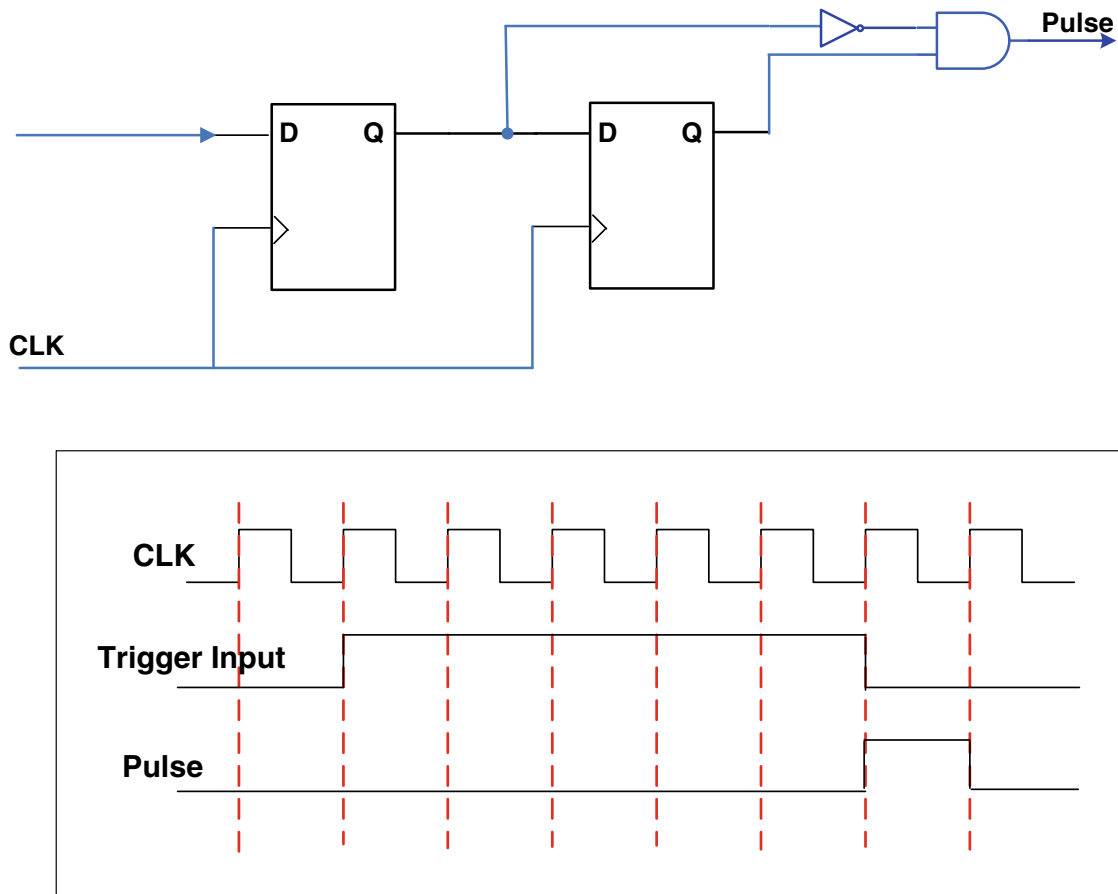 Pulse
D Q
D Q
CLK
CLK
Trigger Input
Pulse